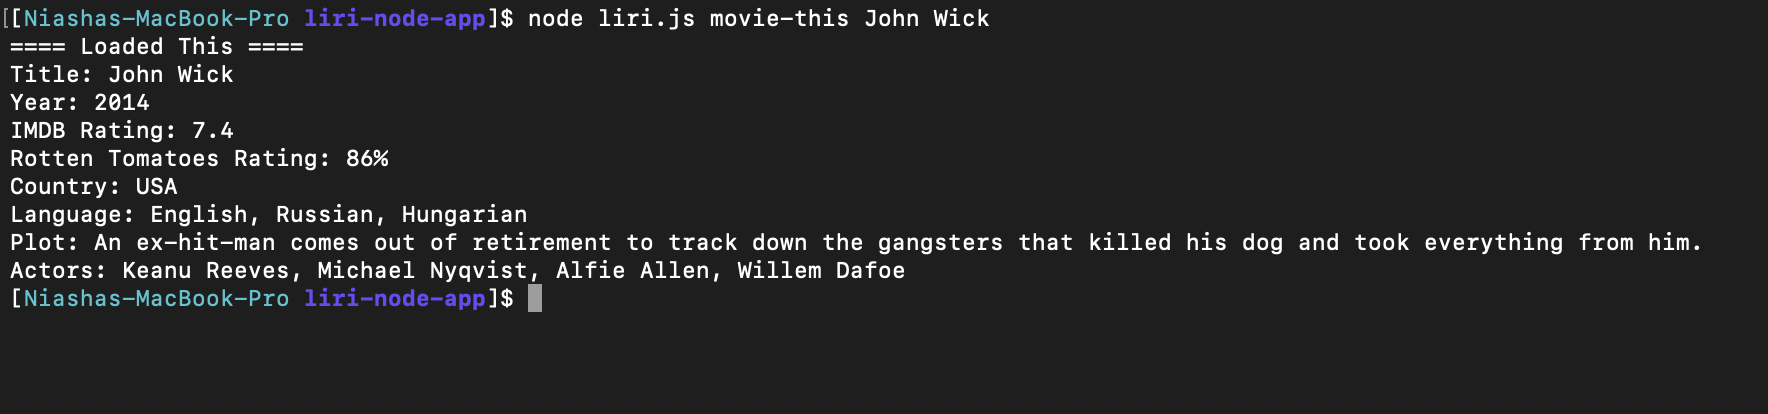 [[Niashas-MacBook-Pro liri-node-app]$ node liri.js movie-this John Wick
==== Loaded This ====
Title: John Wick
Year: 2014
IMDB Rating: 7.4
Rotten Tomatoes Rating: 86%
Country: USA
Language: English, Russian, Hungarian
Plot: An ex-hit-man comes out of retirement to track down the gangsters that killed his dog and took everything from him.
Actors: Keanu Reeves, Michael Nyqvist, Alfie Allen, Willem Dafoe
[Niashas-MacBook-Pro liri-node-app]$